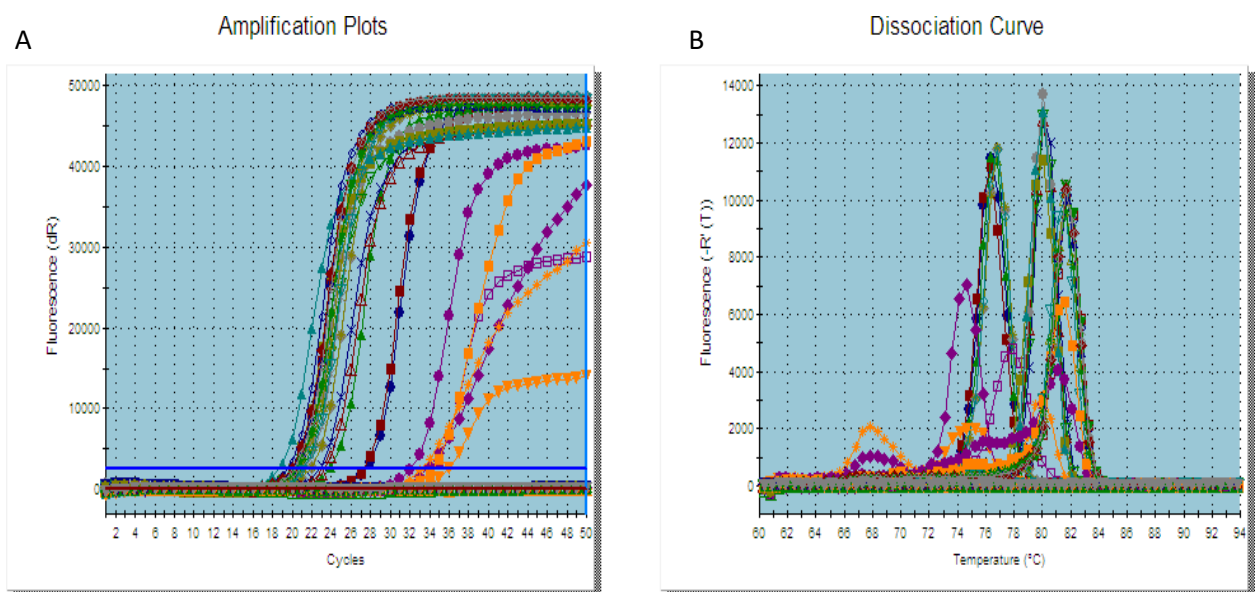 A
Amplification Plots
Fluorescence (dR)
50000
40000
30000
20000
10000
0
2 4 6 8 10 12 14 16 18 20 22 24 26 28 30 32 34 36 38 40 42 44 46 48 50
Cycles
B
Dissociation Curve
Fluorescence (-R' (T))
14000
12000
10000
8000
6000
4000
2000
0
60 62 64 66 68 70 72 74 76 78 80 82 84 86 88 90 92 94
Temperature (°C)